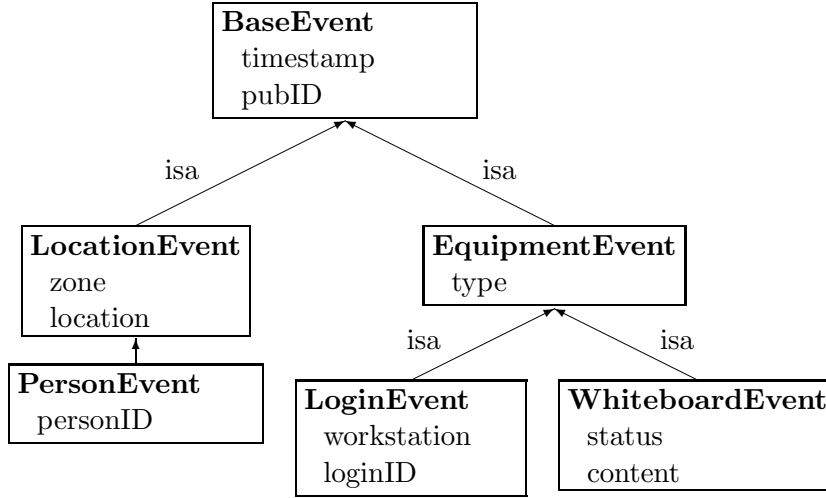 BaseEvent
timestamp
pubID
isa
isa
LocationEvent
zone
location
EquipmentEvent
type
isa
isa
PersonEvent
personID
LoginEvent
workstation
loginID
WhiteboardEvent
status
content